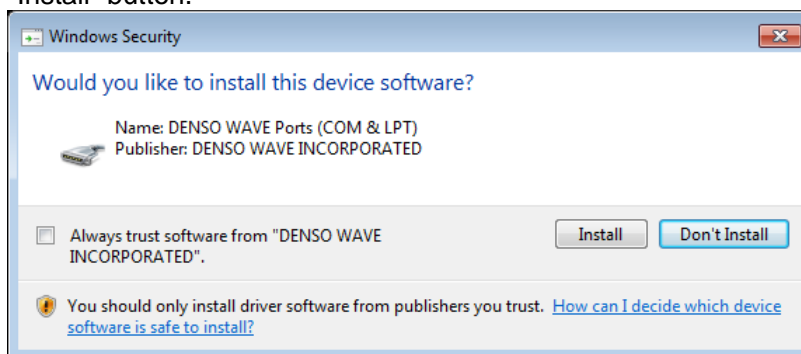 "Install" button.
Windows Security
Would you like to install this device software?
Name: DENSO WAVE Ports (COM & LPT)
Publisher: DENSO WAVE INCORPORATED
Always trust software from "DENSO WAVE
INCORPORATED".
Install
Don't Install
You should only install driver software from publishers you trust. How can I decide which device
software is safe to install?